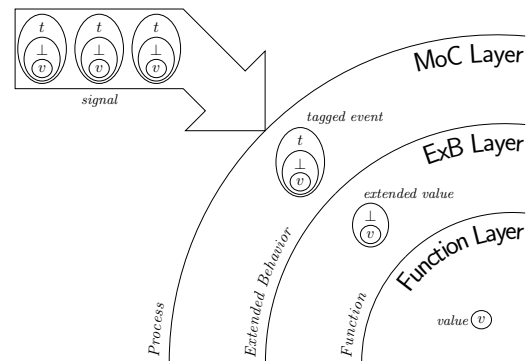 t t t
⊥ ⊥ ⊥
v v v
signal
MoC Layer
tagged event
t
⊥
v
ExB Layer
extended value
⊥
v
Function Layer
value v
Process
Extended Behavior
Function